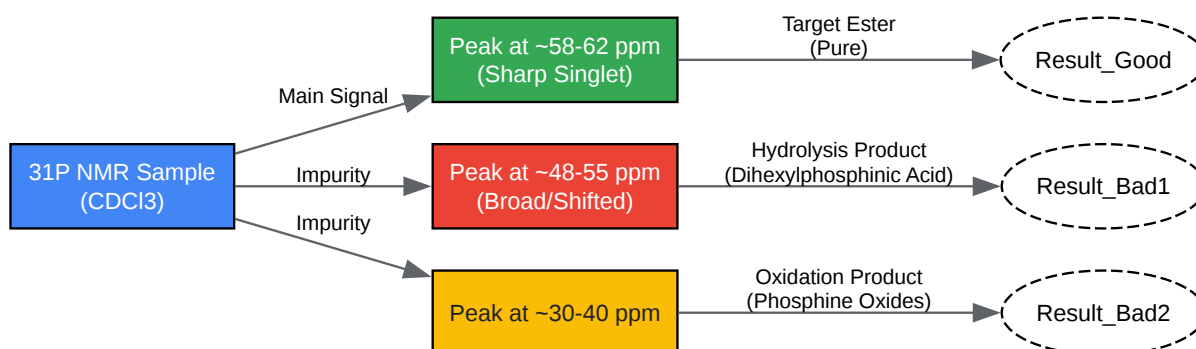 31P NMR Sample
(CDCl3)
Main Signal
Impurity
Impurity
Peak at ~58-62 ppm
(Sharp Singlet)
Target Ester
(Pure)
Result_Good
Peak at ~48-55 ppm
(Broad/Shifted)
Hydrolysis Product
(Dihexylphosphinic Acid)
Result_Bad1
Peak at ~30-40 ppm
Oxidation Product
(Phosphine Oxides)
Result_Bad2